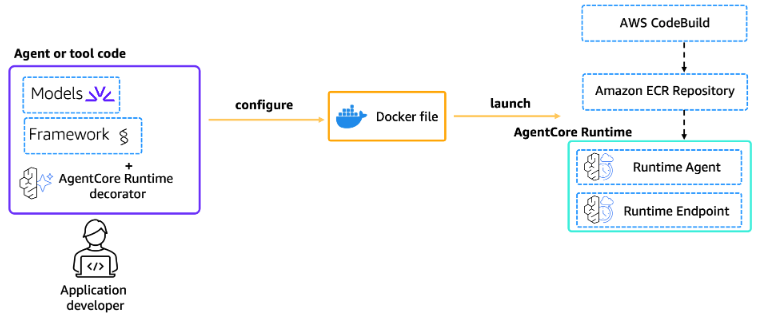 Agent or tool code
Models
Framework
+
AgentCore Runtime
decorator
Application
developer
configure
Docker file
launch
AWS CodeBuild
Amazon ECR Repository
AgentCore Runtime
Runtime Agent
Runtime Endpoint